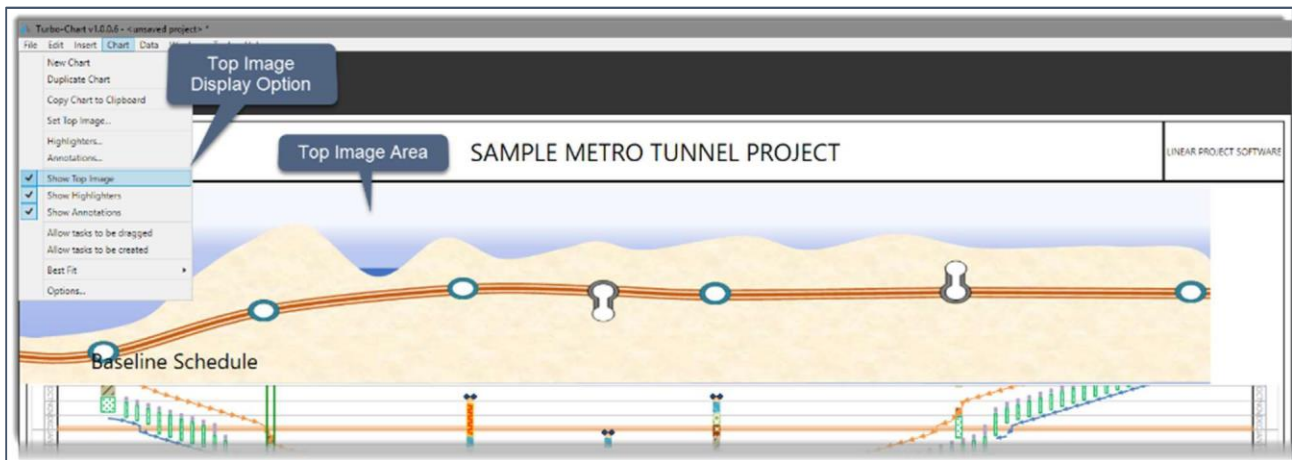 Turbo-Chart v1.0.0.6 - <unsaved project> *
File Edit Insert Chart Data
New Chart
Duplicate Chart
Copy Chart to Clipboard
Set Top Image...
Highlighters...
Annotations...
Show Top Image
Show Highlighters
Show Annotations
Allow tasks to be dragged
Allow tasks to be created
Best Fit
Options...
Top Image
Display Option
Top Image Area
SAMPLE METRO TUNNEL PROJECT
LINEAR PROJECT SOFTWARE
Baseline Schedule